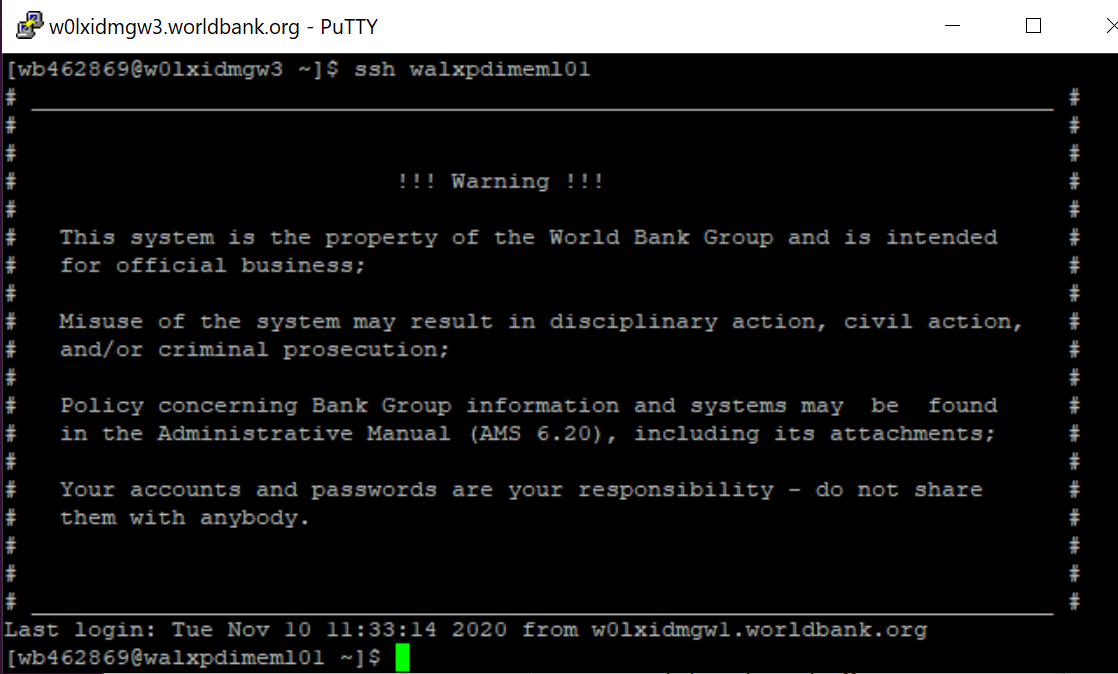 w0lxidmgw3.worldbank.org - PuTTY
[wb462869@w0lxidmgw3 ~]$ ssh walxpdimeml01
# ______________________________________________________________________ #
# #
# #
# !!! Warning !!! #
# #
# This system is the property of the World Bank Group and is intended #
# for official business; #
# #
# Misuse of the system may result in disciplinary action, civil action, #
# and/or criminal prosecution; #
# #
# Policy concerning Bank Group information and systems may  be  found #
# in the Administrative Manual (AMS 6.20), including its attachments; #
# #
# Your accounts and passwords are your responsibility - do not share #
# them with anybody. #
# #
# #
# ______________________________________________________________________ #
Last login: Tue Nov 10 11:33:14 2020 from w0lxidmgw1.worldbank.org
[wb462869@walxpdimeml01 ~]$